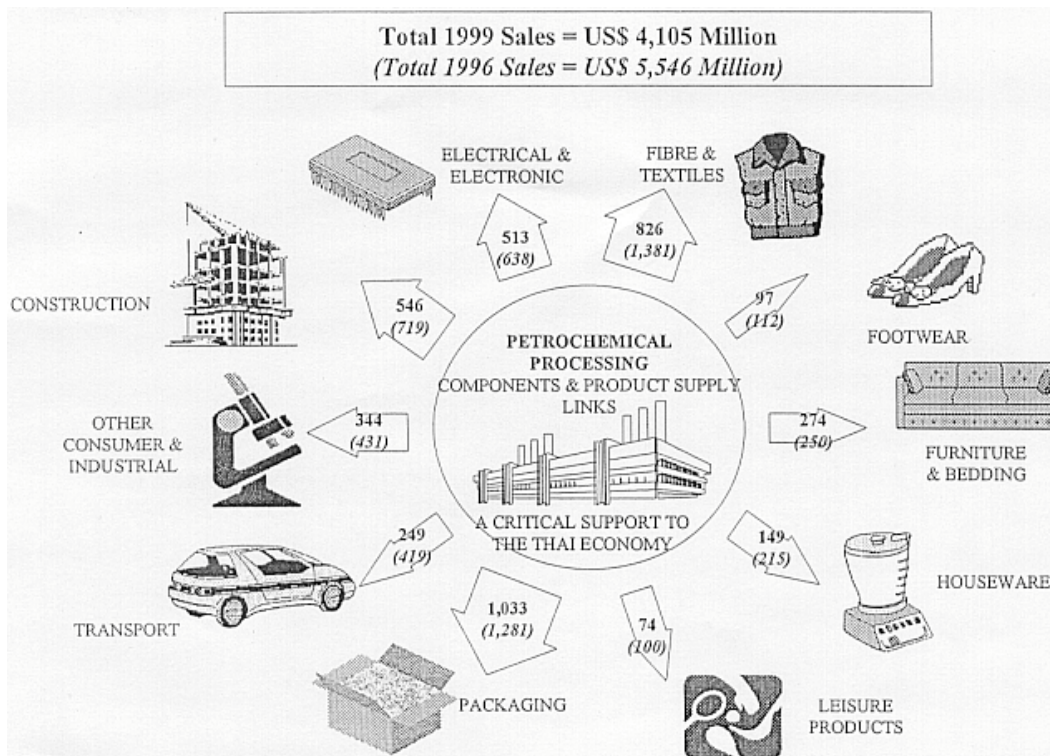 Total 1999 Sales = US$ 4,105 Million
(Total 1996 Sales = US$ 5,546 Million)
ELECTRICAL &
ELECTRONIC
513
(638)
FIBRE &
TEXTILES
826
(1,381)
CONSTRUCTION
546
(719)
97
(112)
FOOTWEAR
PETROCHEMICAL
PROCESSING
COMPONENTS & PRODUCT SUPPLY
LINKS
A CRITICAL SUPPORT TO
THE THAI ECONOMY
OTHER
CONSUMER &
INDUSTRIAL
344
(431)
274
(250)
FURNITURE
& BEDDING
249
(419)
TRANSPORT
149
(215)
HOUSEWARE
1,033
(1,281)
PACKAGING
74
(100)
LEISURE
PRODUCTS